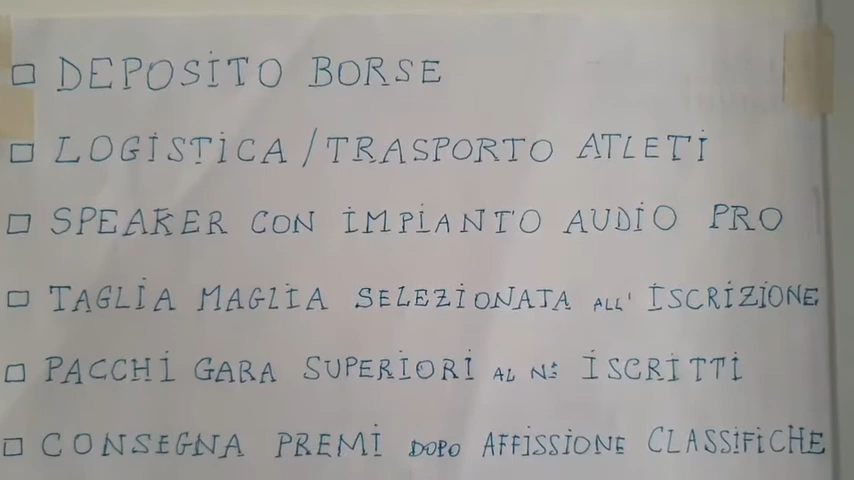 □ DEPOSITO BORSE
□ LOGISTICA / TRASPORTO ATLETI
□ SPEAKER CON IMPIANTO AUDIO PRO
□ TAGLIA MAGLIA SELEZIONATA ALL' ISCRIZIONE
□ PACCHI GARA SUPERIORI AL N° ISCRITTI
□ CONSEGNA PREMI DOPO AFFISSIONE CLASSIFICHE